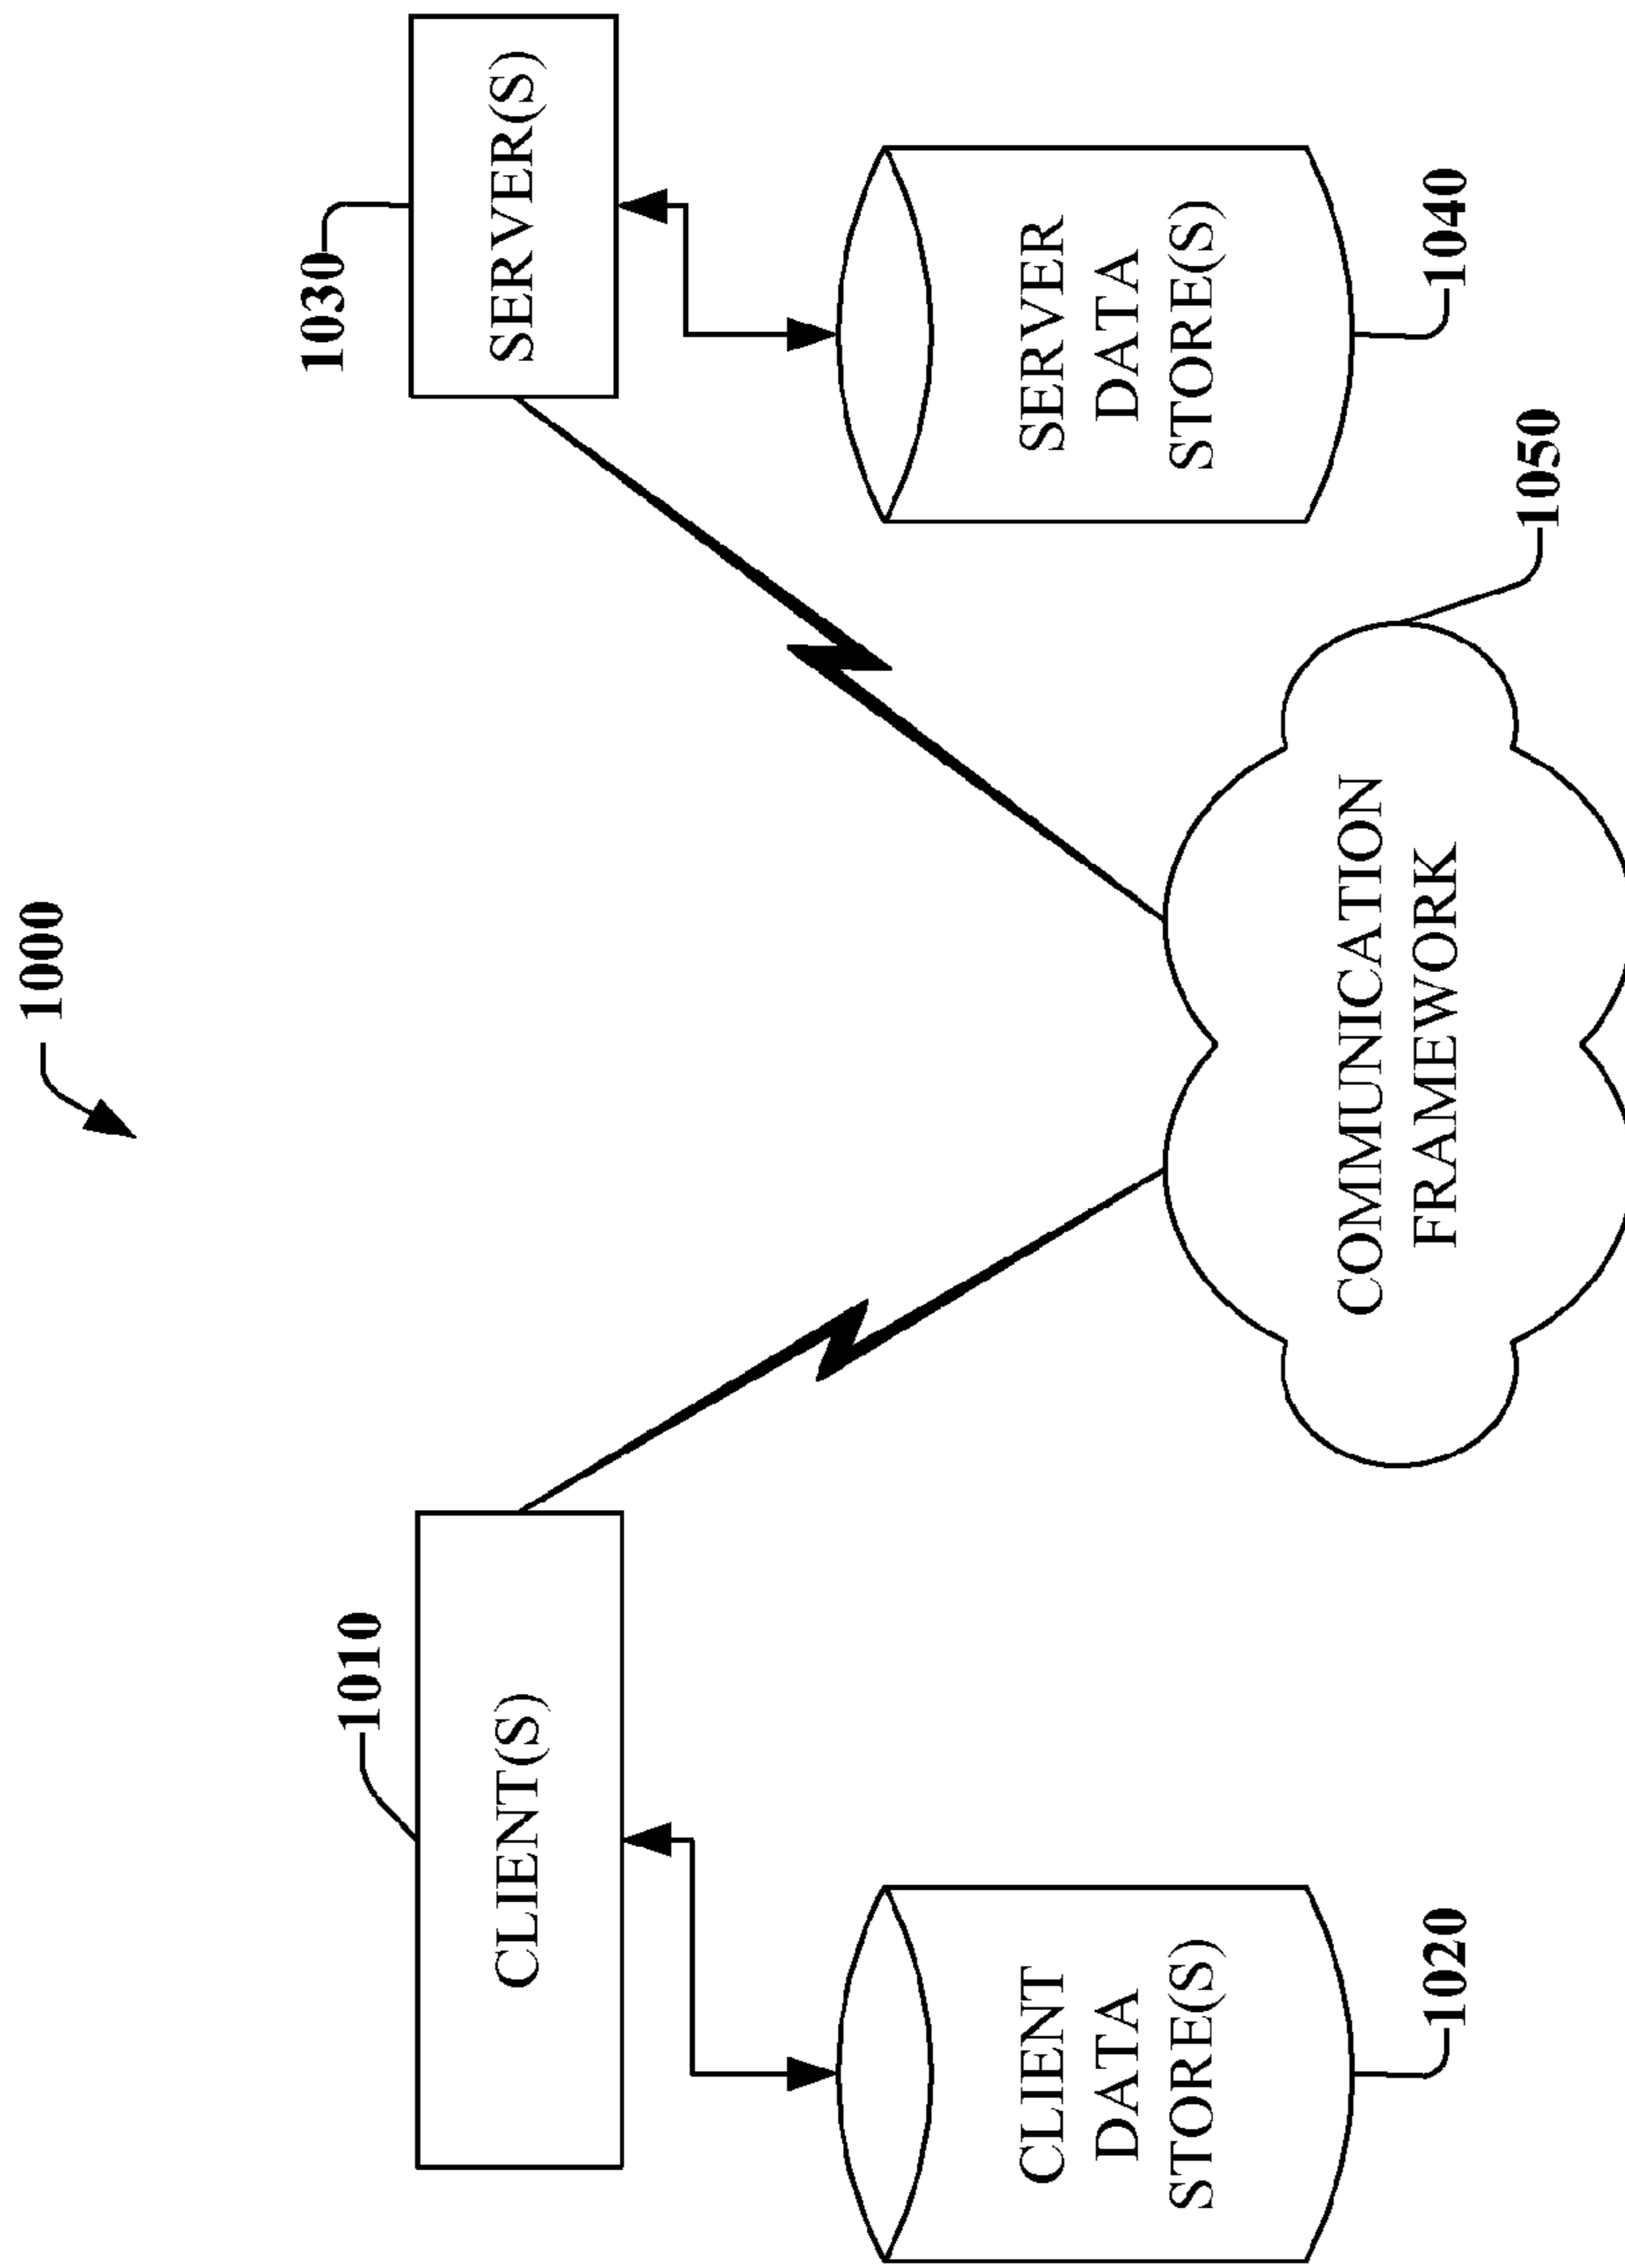 1000
1010
1030
CLIENT(S)
SERVER(S)
CLIENT
DATA
STORE(S)
SERVER
DATA
STORE(S)
COMMUNICATION
FRAMEWORK
1020
1040
1050